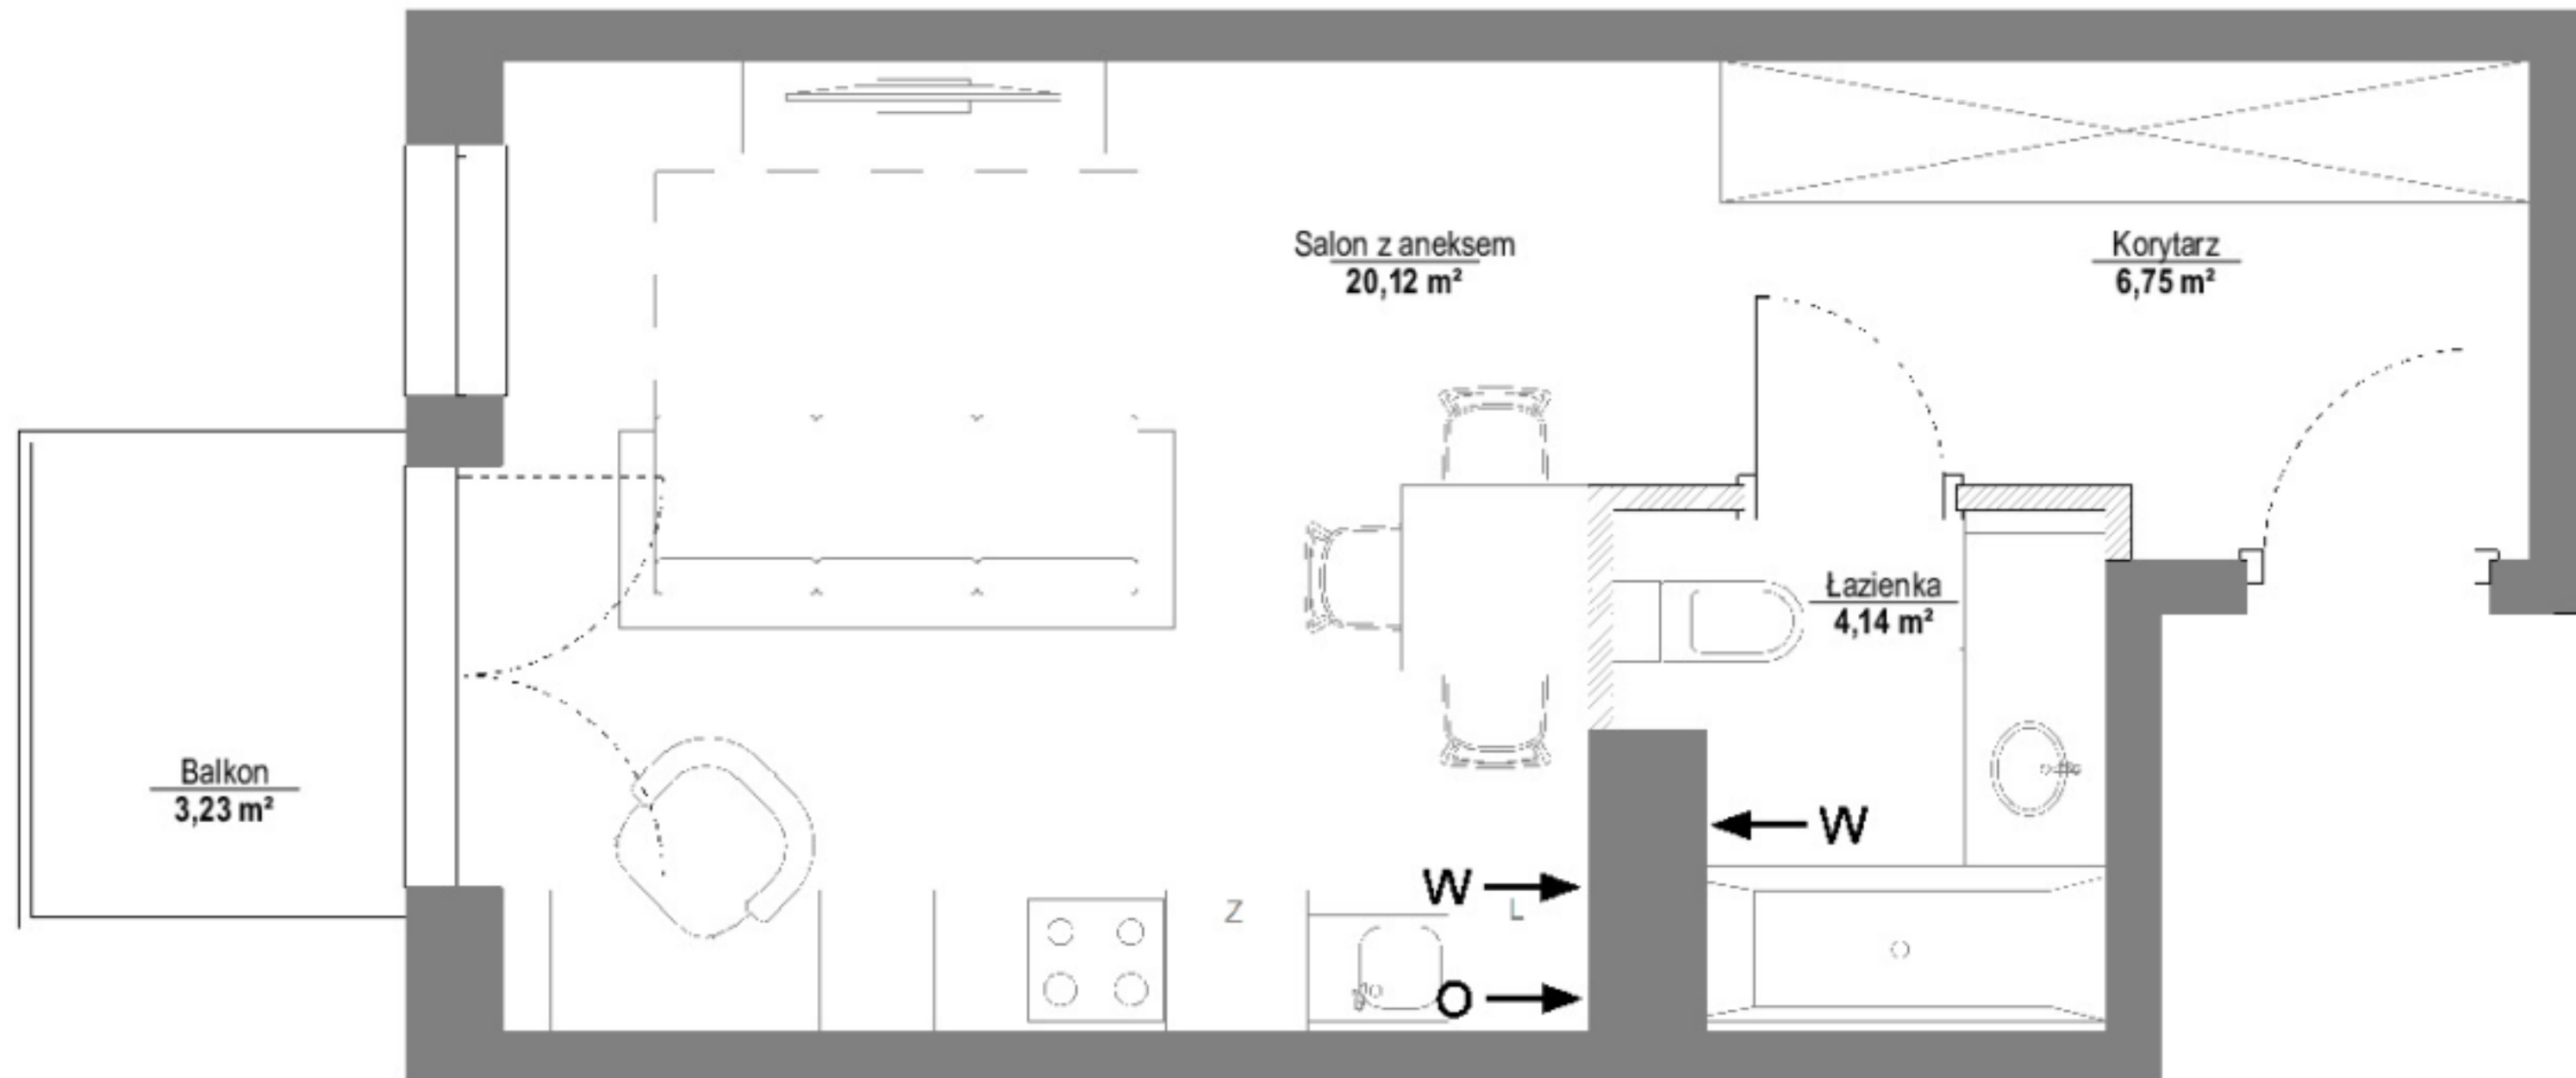 Salon z aneksem
20,12 m²
Korytarz
6,75 m²
Łazienka
4,14 m²
Balkon
3,23 m²
W
W
Z
L
O